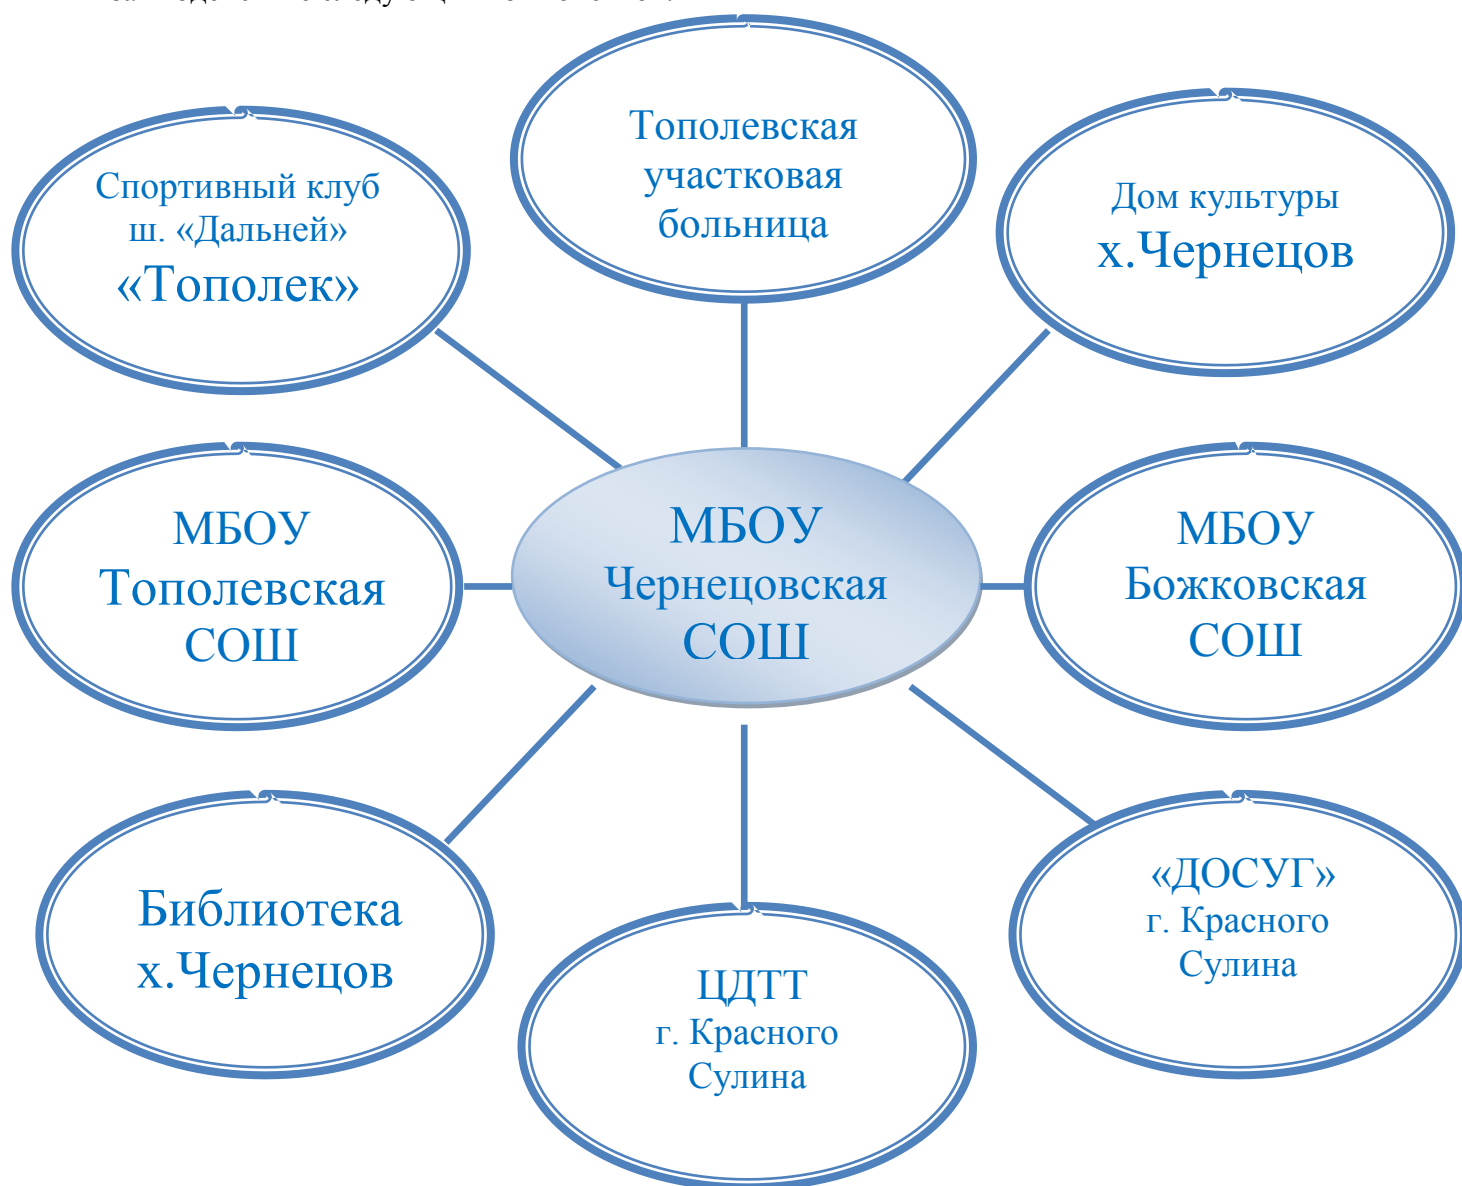 Тополевская
участковая
больница
Спортивный клуб
ш. «Дальней»
«Тополек»
Дом культуры
х.Чернецов
МБОУ
Тополевская
СОШ
МБОУ
Чернецовская
СОШ
МБОУ
Божковская
СОШ
Библиотека
х.Чернецов
ЦДТТ
г. Красного
Сулина
«ДОСУГ»
г. Красного
Сулина